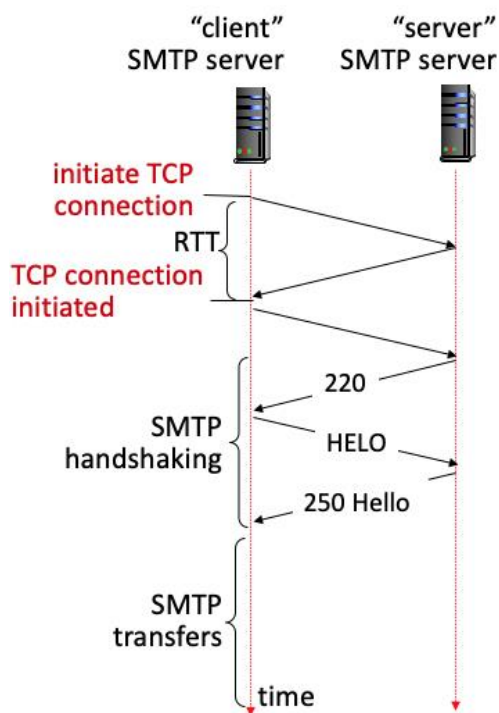 “client”
SMTP server
“server”
SMTP server
initiate TCP
connection
RTT
TCP connection
initiated
220
SMTP
handshaking
HELO
250 Hello
SMTP
transfers
time